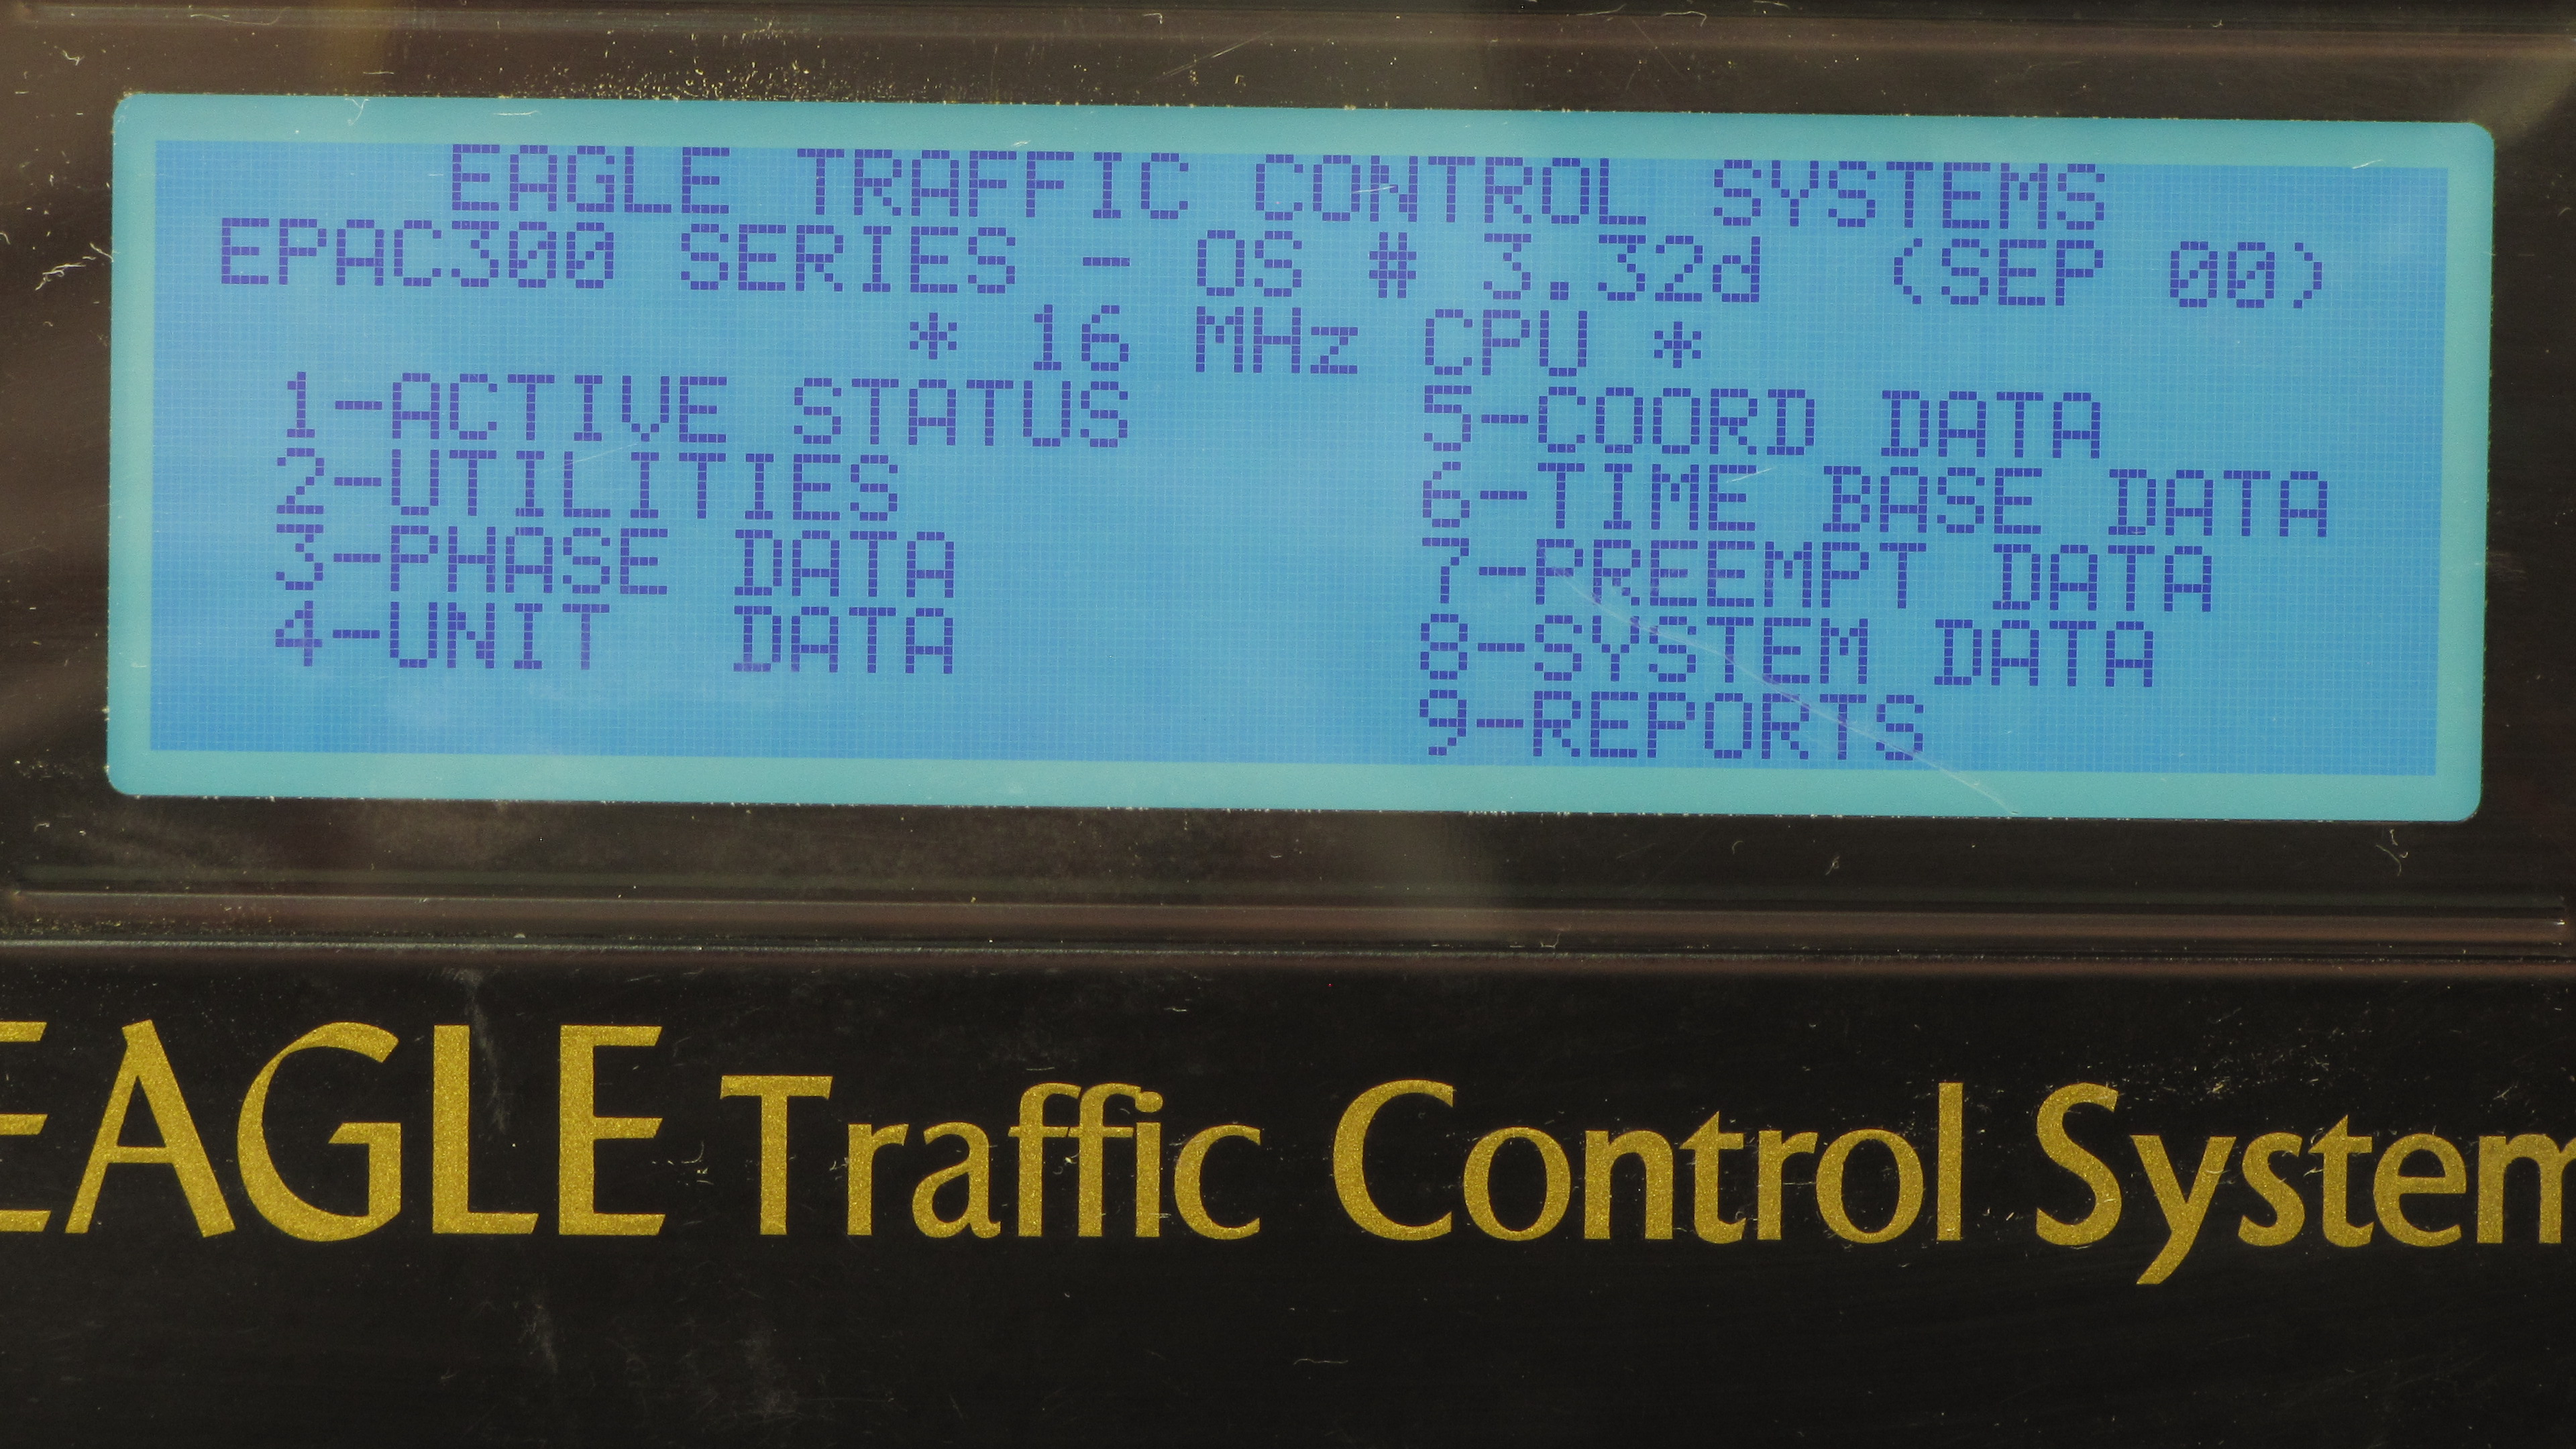 EAGLE TRAFFIC CONTROL SYSTEMS
EPAC300 SERIES - OS # 3.32d  (SEP 00)
* 16 MHz CPU *
1-ACTIVE STATUS 5-COORD DATA
2-UTILITIES 6-TIME BASE DATA
3-PHASE DATA 7-PREEMPT DATA
4-UNIT  DATA 8-SYSTEM DATA
9-REPORTS
EAGLE Traffic Control System